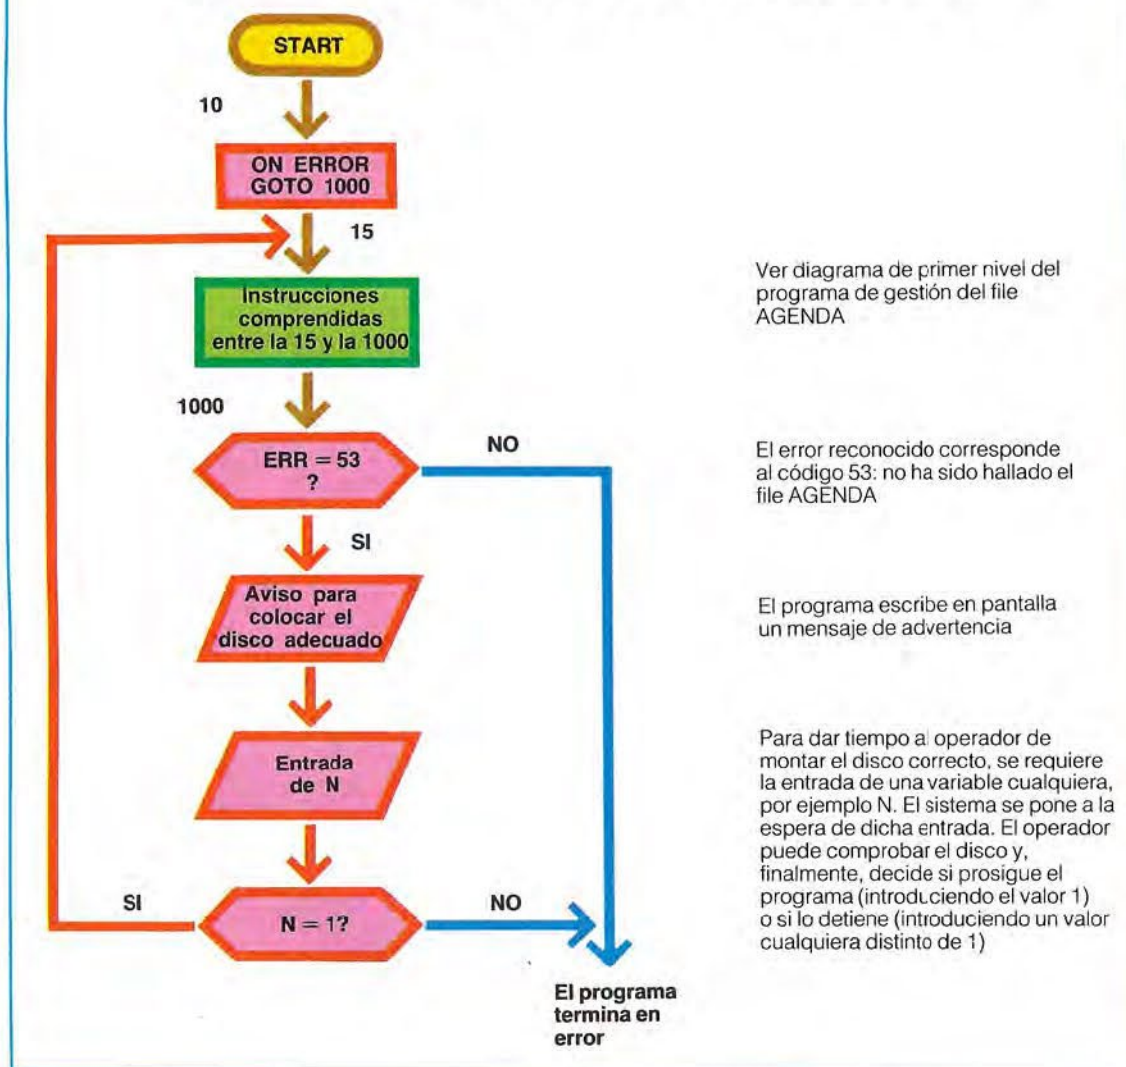 START
10
ON ERROR
GOTO 1000
15
Instrucciones
comprendidas
entre la 15 y la 1000
Ver diagrama de primer nivel del
programa de gestión del file
AGENDA
1000
ERR = 53
?
NO
El error reconocido corresponde
al código 53: no ha sido hallado el
file AGENDA
SI
Aviso para
colocar el
disco adecuado
El programa escribe en pantalla
un mensaje de advertencia
Entrada
de N
Para dar tiempo al operador de
montar el disco correcto, se requiere
la entrada de una variable cualquiera,
por ejemplo N. El sistema se pone a la
espera de dicha entrada. El operador
puede comprobar el disco y,
finalmente, decide si prosigue el
programa (introduciendo el valor 1)
o si lo detiene (introduciendo un valor
cualquiera distinto de 1)
SI
N = 1?
NO
El programa
termina en
error